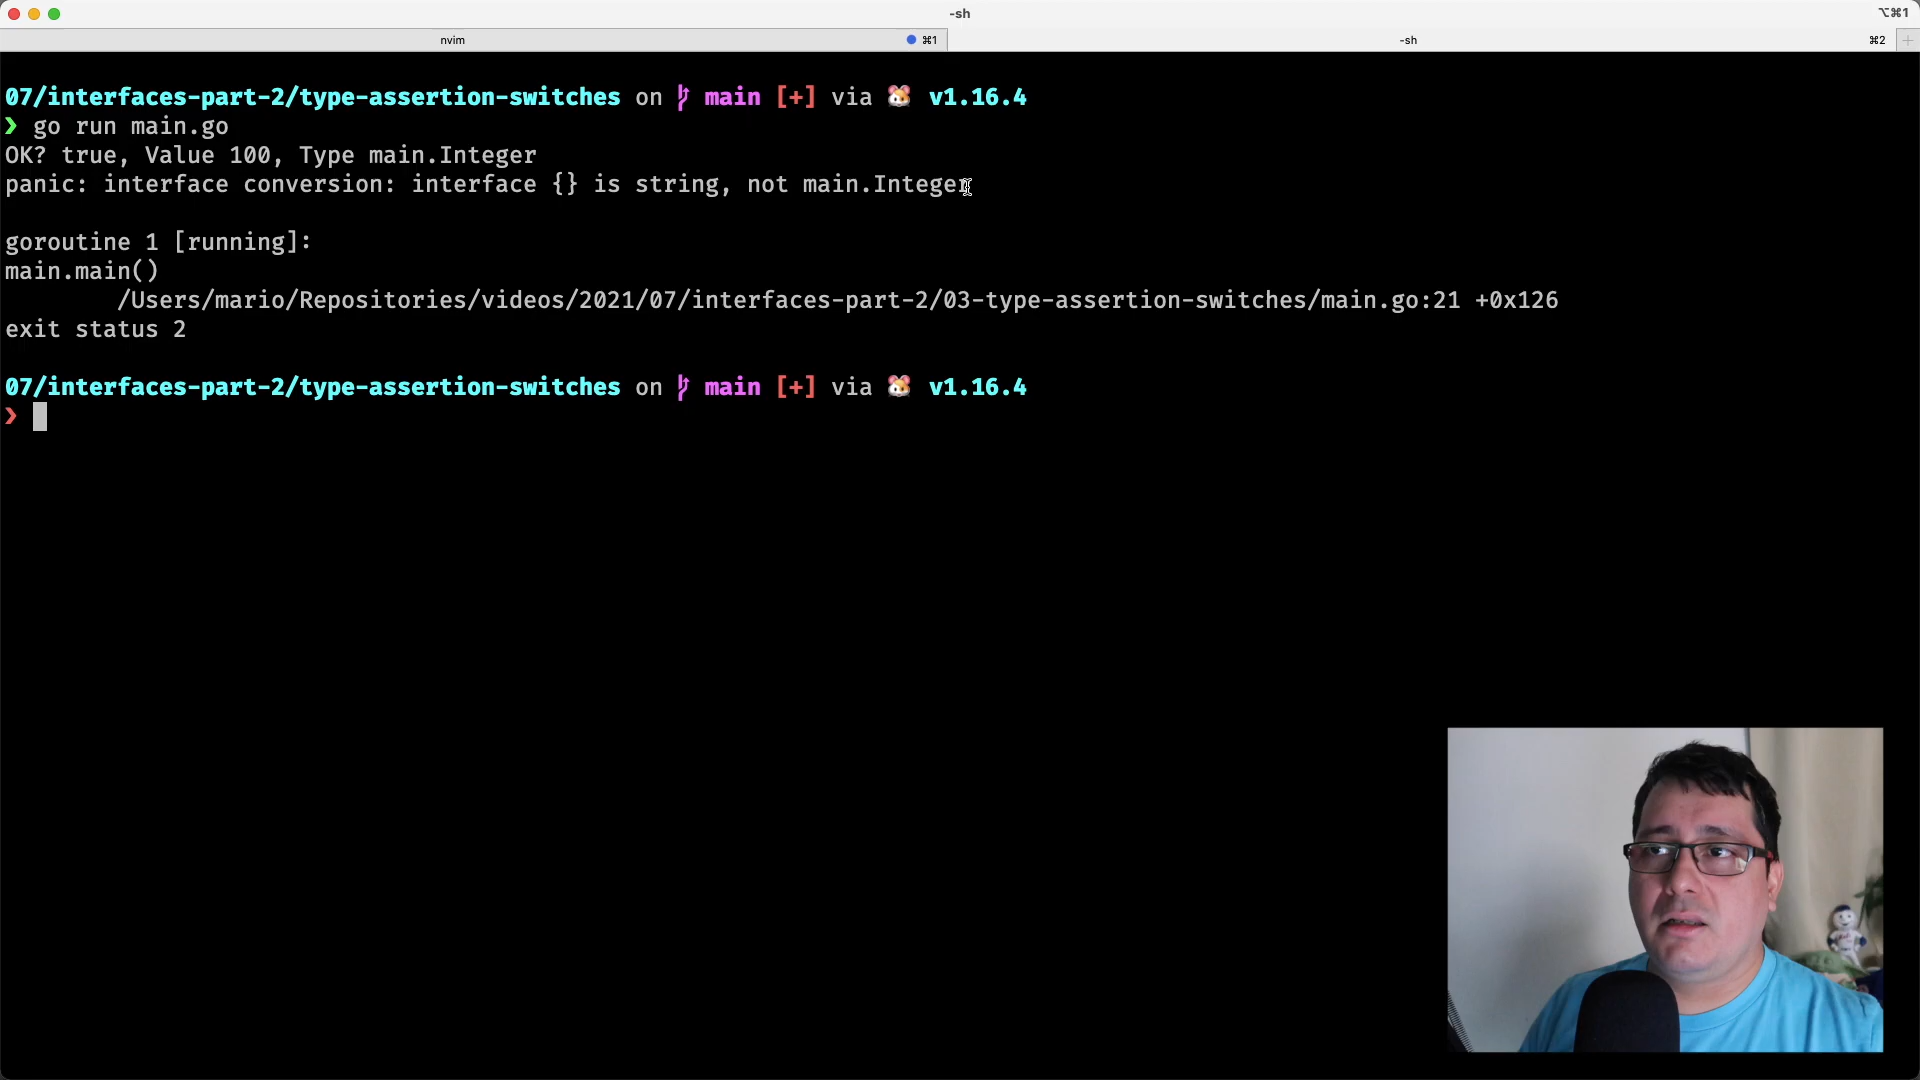 -sh
⌥⌘1
nvim ⌘1
-sh ⌘2
07/interfaces-part-2/type-assertion-switches on main [+] via 🐹 v1.16.4
❯ go run main.go
OK? true, Value 100, Type main.Integer
panic: interface conversion: interface {} is string, not main.Integer
goroutine 1 [running]:
main.main()
/Users/mario/Repositories/videos/2021/07/interfaces-part-2/03-type-assertion-switches/main.go:21 +0x126
exit status 2
07/interfaces-part-2/type-assertion-switches on main [+] via 🐹 v1.16.4
❯